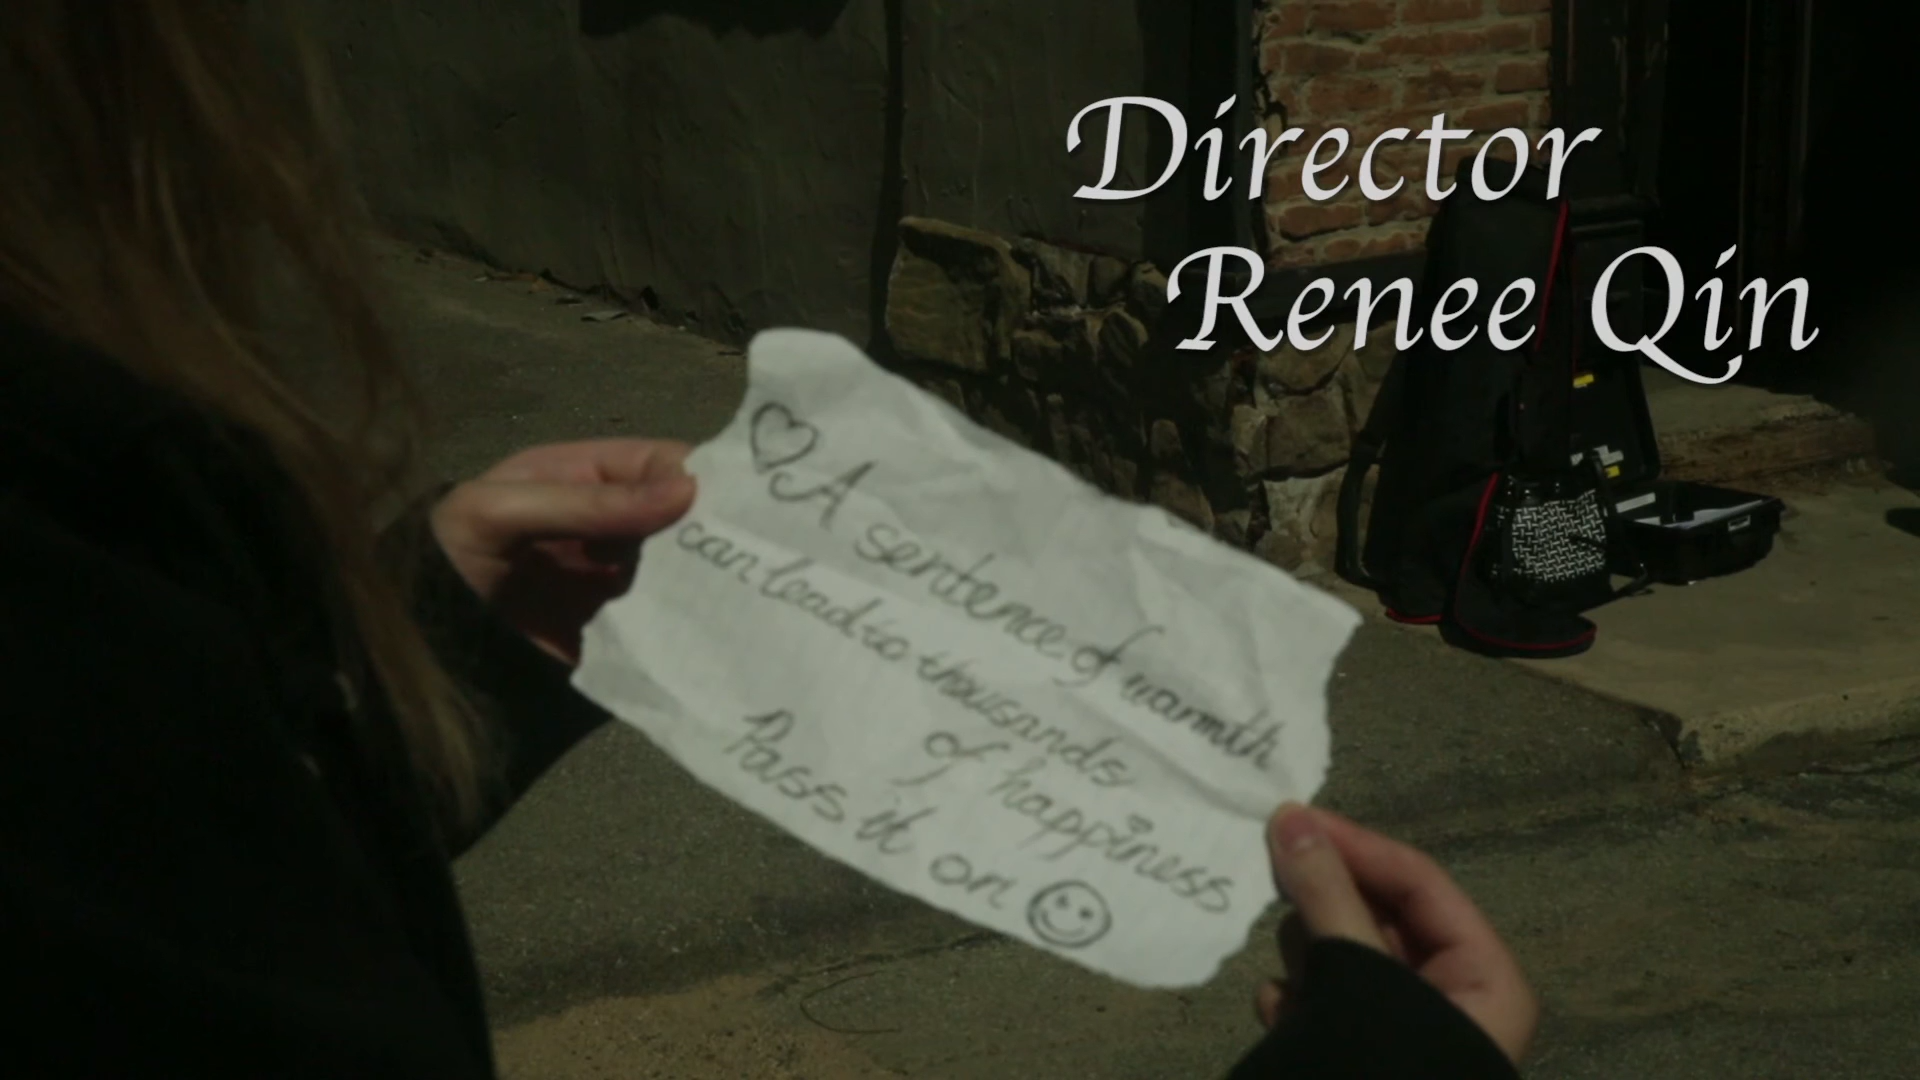 Director
Renee Qin
A sentence of warmth
can lead to thousands
of happiness
Pass it on